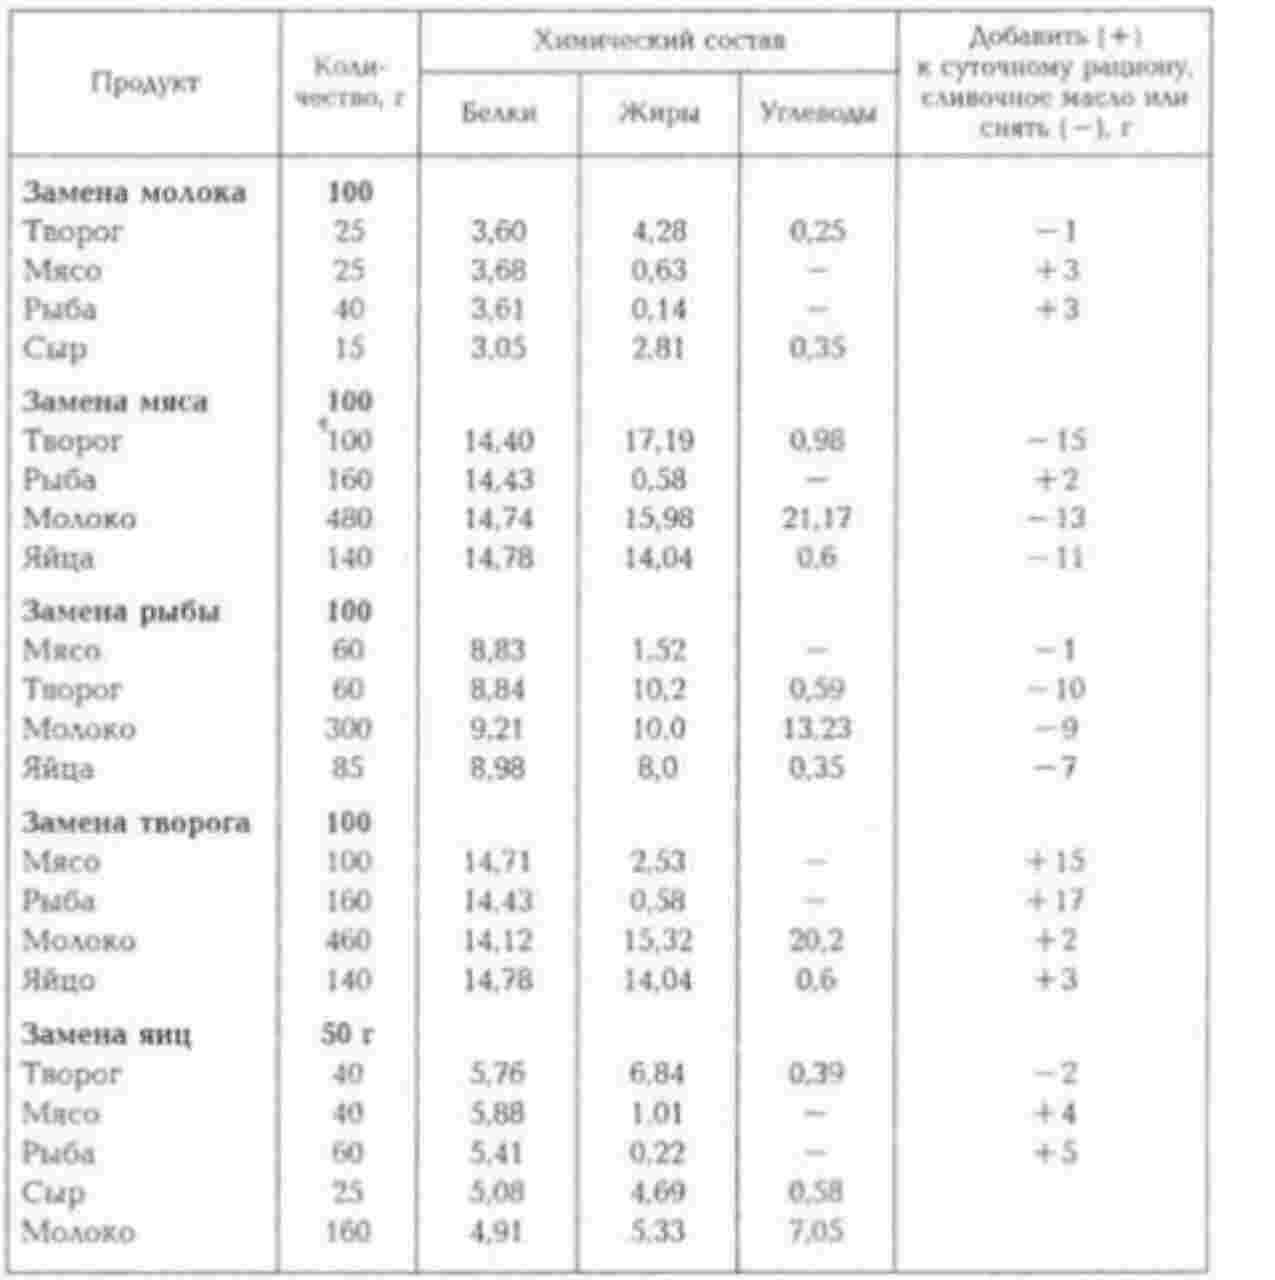 Продукт
Коли-
чество, г
Химический состав
Белки
Жиры
Углеводы
Добавить (+)
к суточному рациону,
сливочное масло или
снять (−), г
Замена молока 100
Творог 25 3,60 4,28 0,25 −1
Мясо 25 3,68 0,63 − +3
Рыба 40 3,61 0,14 − +3
Сыр 15 3,05 2,81 0,35
Замена мяса 100
Творог 100 14,40 17,19 0,98 −15
Рыба 160 14,43 0,58 − +2
Молоко 480 14,74 15,98 21,17 −13
Яйца 140 14,78 14,04 0,6 −11
Замена рыбы 100
Мясо 60 8,83 1,52 − −1
Творог 60 8,84 10,2 0,59 −10
Молоко 300 9,21 10,0 13,23 −9
Яйца 85 8,98 8,0 0,35 −7
Замена творога 100
Мясо 100 14,71 2,53 − +15
Рыба 160 14,43 0,58 − +17
Молоко 460 14,12 15,32 20,2 +2
Яйцо 140 14,78 14,04 0,6 +3
Замена яиц 50 г
Творог 40 5,76 6,84 0,39 −2
Мясо 40 5,88 1,01 − +4
Рыба 60 5,41 0,22 − +5
Сыр 25 5,08 4,69 0,58
Молоко 160 4,91 5,33 7,05